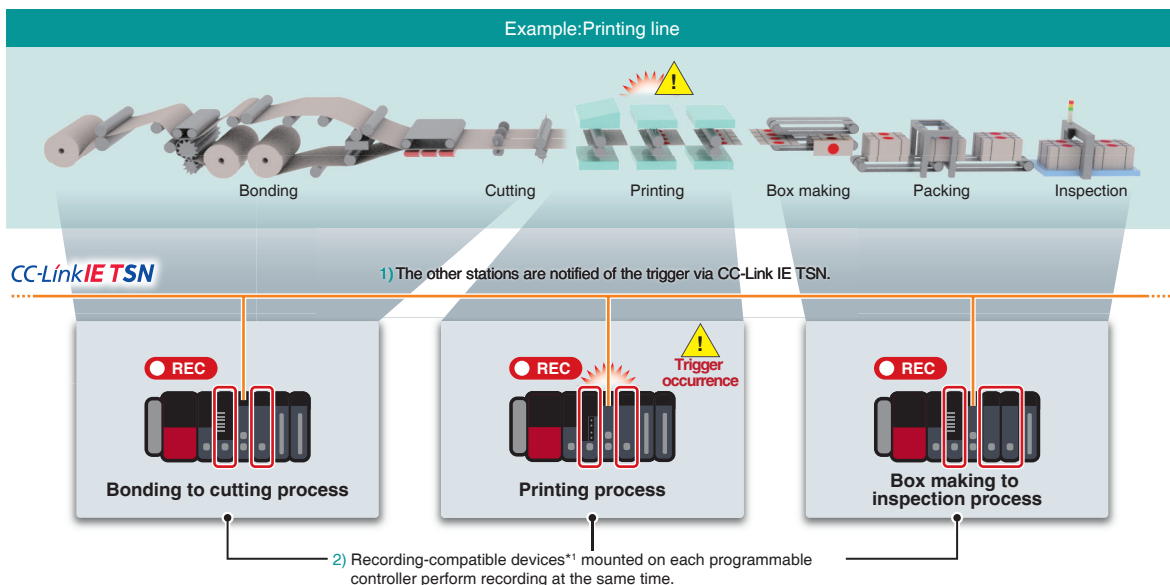 Example:Printing line
!
Bonding
Cutting
Printing
Box making
Packing
Inspection
CC-Link IE TSN
1) The other stations are notified of the trigger via CC-Link IE TSN.
REC
REC
!
Trigger
occurrence
REC
Bonding to cutting process
Printing process
Box making to
inspection process
2) Recording-compatible devices*1 mounted on each programmable
controller perform recording at the same time.